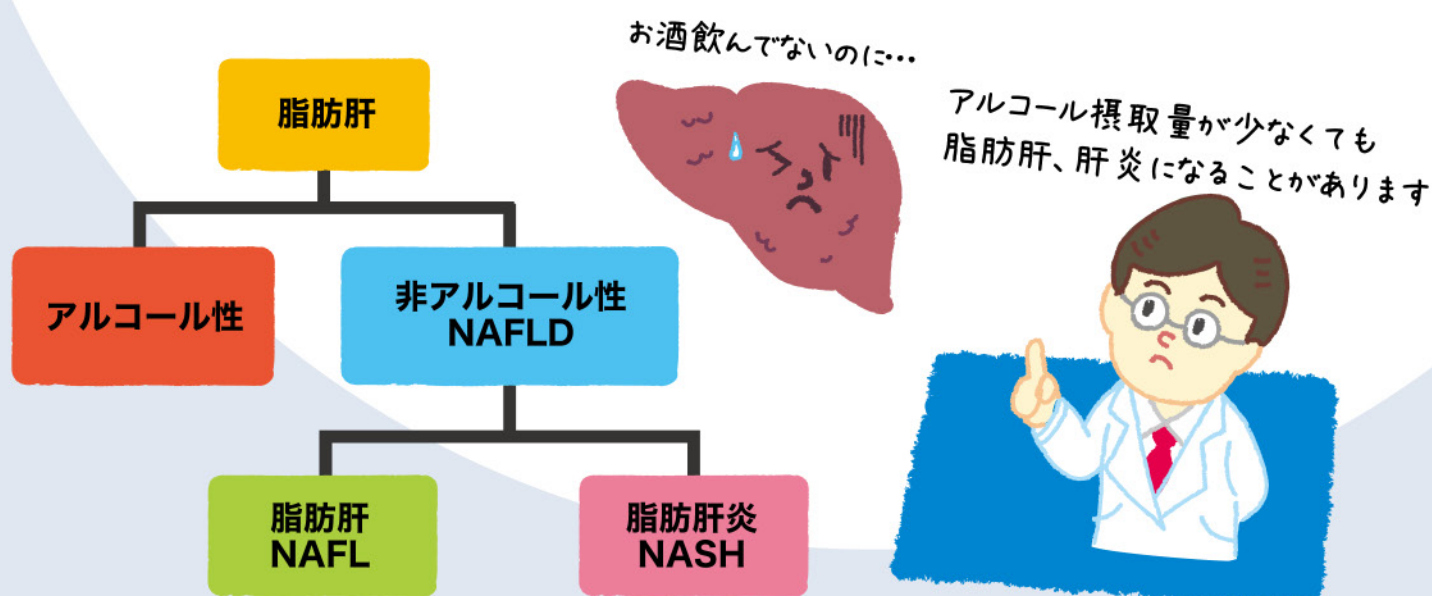 お酒飲んでないのに…
アルコール摂取量が少なくても
脂肪肝、肝炎になることがあります
脂肪肝
アルコール性
非アルコール性
NAFLD
脂肪肝
NAFL
脂肪肝炎
NASH